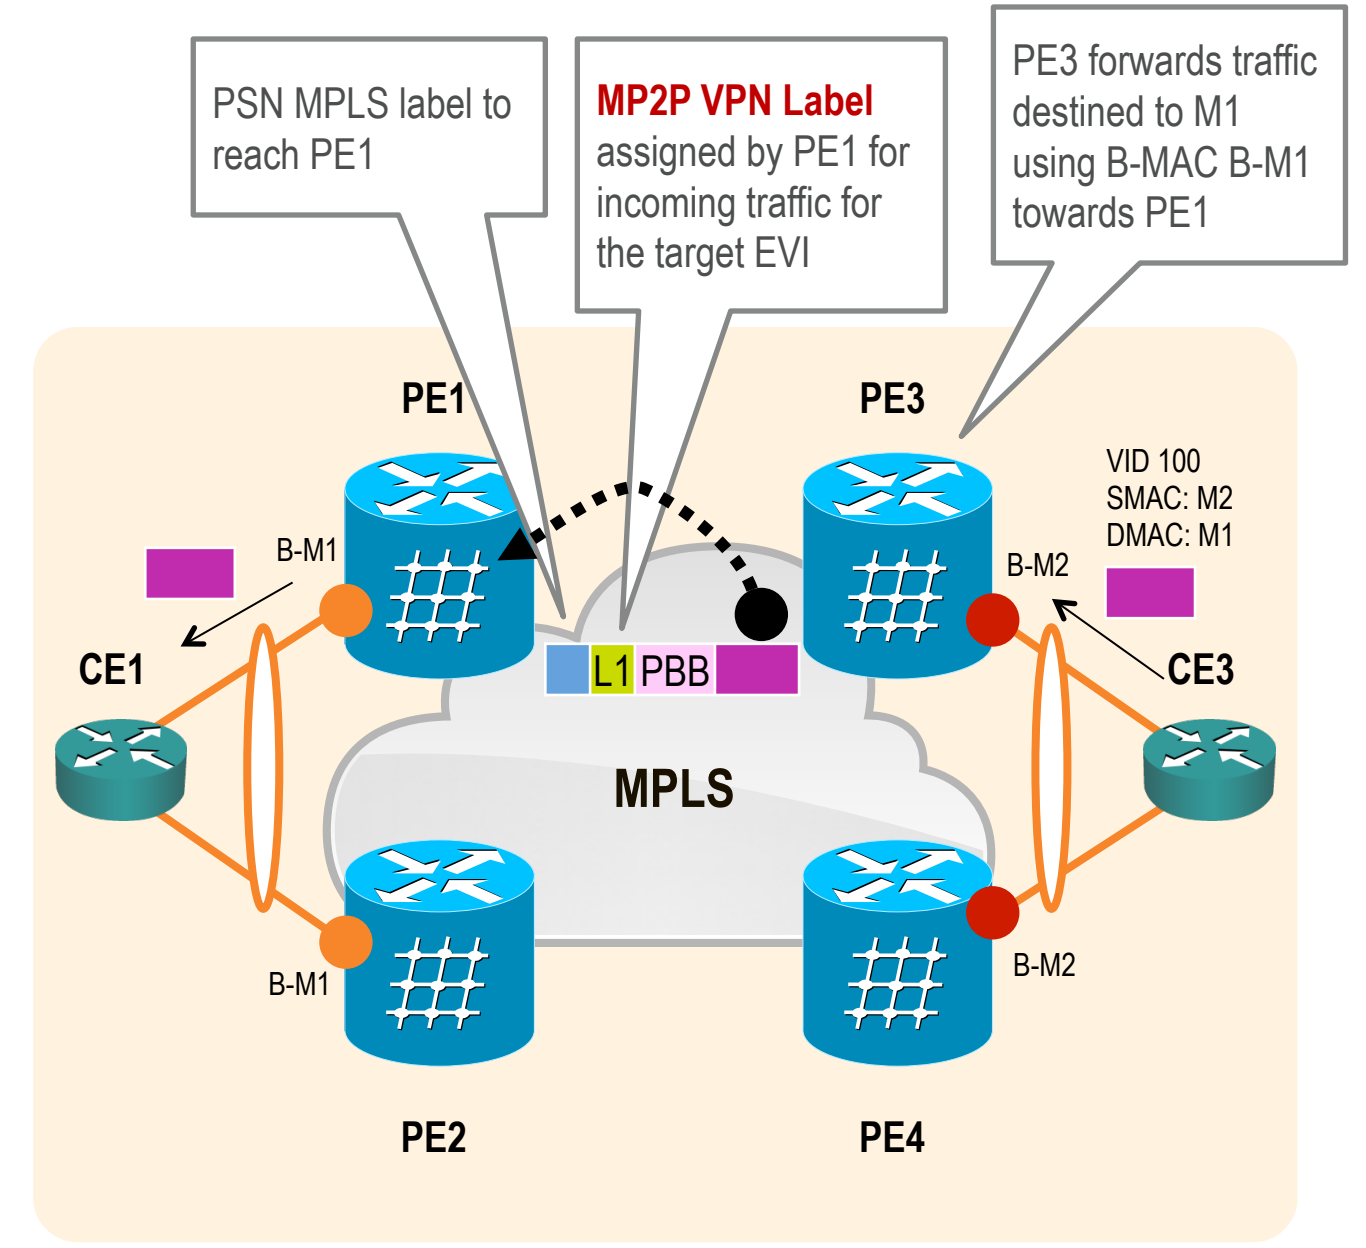 PSN MPLS label to
reach PE1
MP2P VPN Label
assigned by PE1 for
incoming traffic for
the target EVI
PE3 forwards traffic
destined to M1
using B-MAC B-M1
towards PE1
PE1
PE3
VID 100
SMAC: M2
DMAC: M1
B-M1
B-M2
CE1
L1
PBB
CE3
MPLS
B-M1
B-M2
PE2
PE4